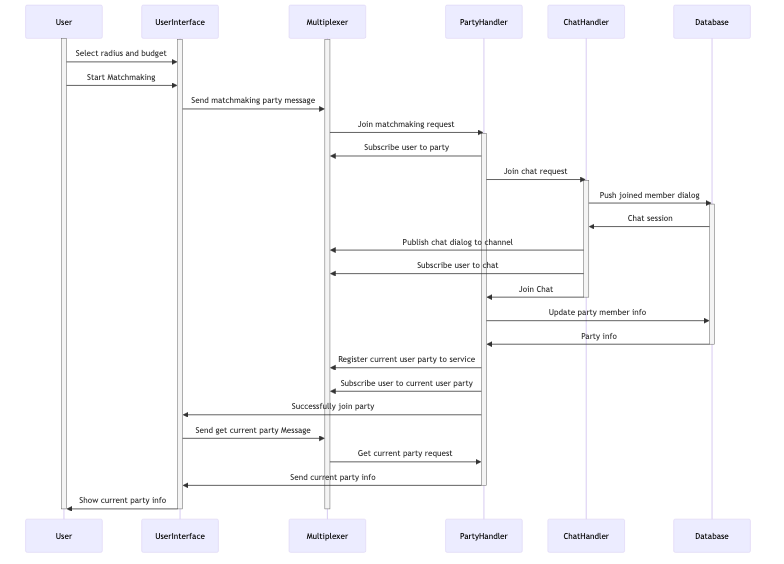 User UserInterface Multiplexer PartyHandler ChatHandler Database
Select radius and budget
Start Matchmaking
Send matchmaking party message
Join matchmaking request
Subscribe user to party
Join chat request
Push joined member dialog
Chat session
Publish chat dialog to channel
Subscribe user to chat
Join Chat
Update party member info
Party info
Register current user party to service
Subscribe user to current user party
Successfully join party
Send get current party Message
Get current party request
Send current party info
Show current party info
User UserInterface Multiplexer PartyHandler ChatHandler Database